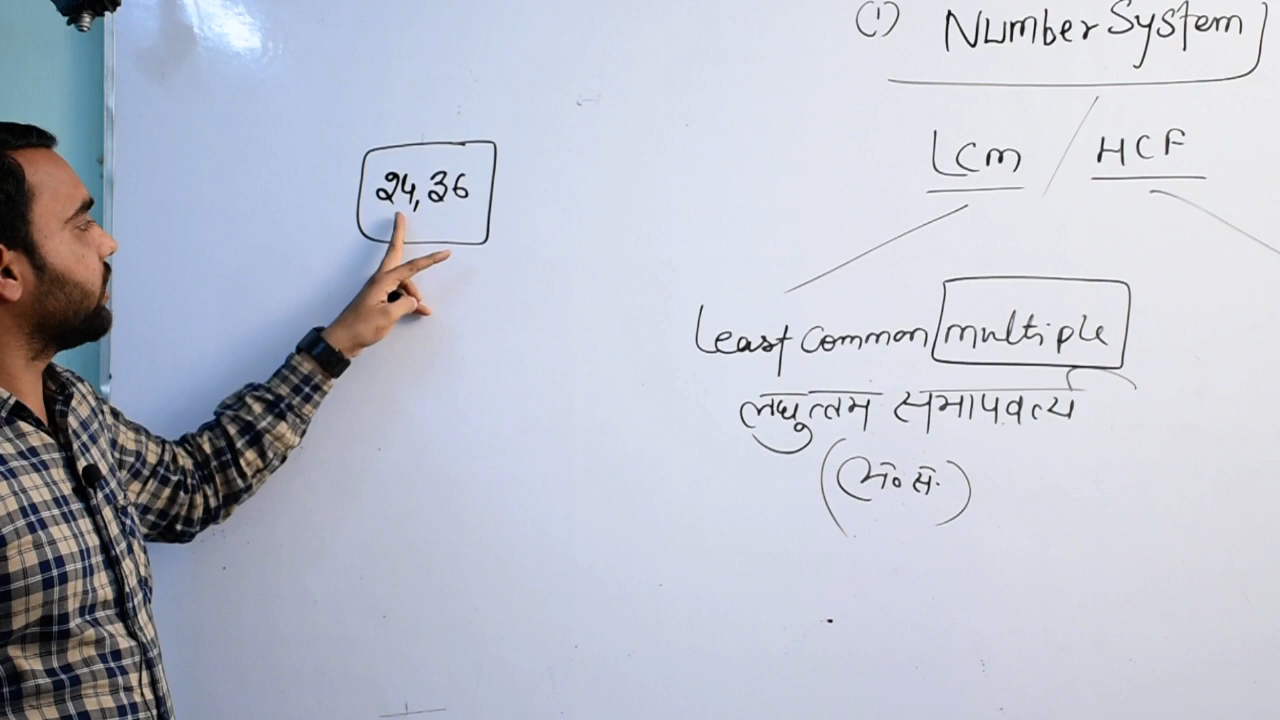 (1) Number System
LCM / HCF
24, 36
Least Common multiple
लघुत्तम समापवर्त्य
(ल॰स॰)